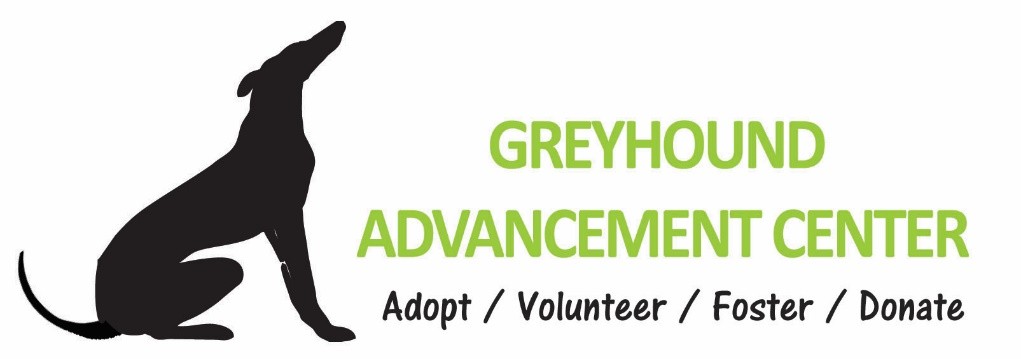 GREYHOUND
ADVANCEMENT CENTER
Adopt / Volunteer / Foster / Donate